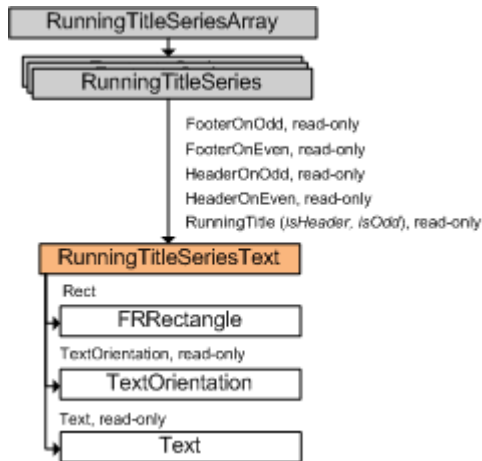 RunningTitleSeriesArray
RunningTitleSeries
FooterOnOdd, read-only
FooterOnEven, read-only
HeaderOnOdd, read-only
HeaderOnEven, read-only
RunningTitle (isHeader, isOdd), read-only
RunningTitleSeriesText
Rect
FRRectangle
TextOrientation, read-only
TextOrientation
Text, read-only
Text